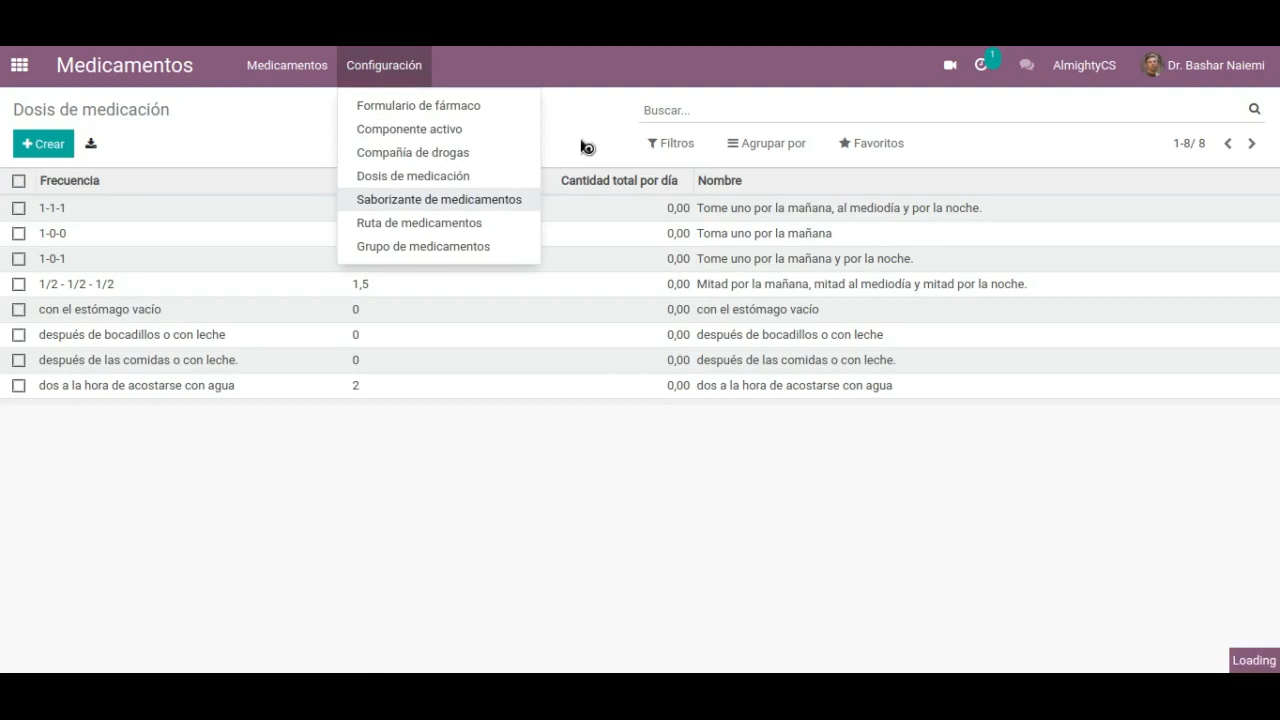 Medicamentos Medicamentos Configuración 1 AlmightyCS Dr. Bashar Naiemi
Dosis de medicación Buscar...
Crear Filtros Agrupar por Favoritos 1-8/ 8
Formulario de fármaco
Componente activo
Compañía de drogas
Dosis de medicación
Saborizante de medicamentos
Ruta de medicamentos
Grupo de medicamentos
Frecuencia Cantidad total por día Nombre
1-1-1 0,00 Tome uno por la mañana, al mediodía y por la noche.
1-0-0 0,00 Toma uno por la mañana
1-0-1 0,00 Tome uno por la mañana y por la noche.
1/2 - 1/2 - 1/2 1,5 0,00 Mitad por la mañana, mitad al mediodía y mitad por la noche.
con el estómago vacío 0 0,00 con el estómago vacío
después de bocadillos o con leche 0 0,00 después de bocadillos o con leche
después de las comidas o con leche. 0 0,00 después de las comidas o con leche.
dos a la hora de acostarse con agua 2 0,00 dos a la hora de acostarse con agua
Loading